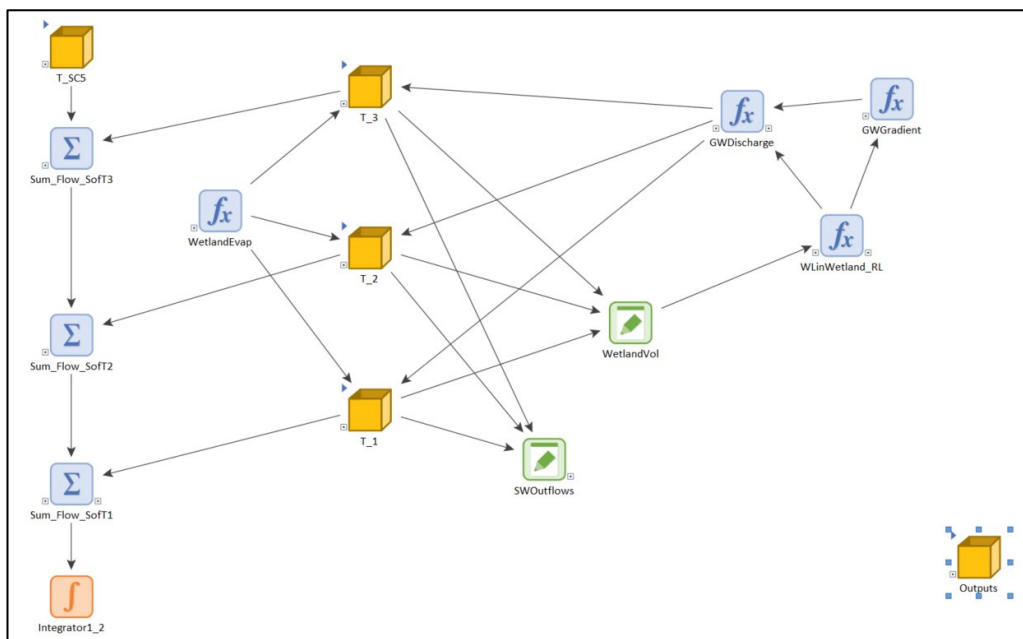 T_SC5
T_3
GWDischarge
GWGradient
Sum_Flow_SofT3
WetlandEvap
T_2
WLinWetland_RL
Sum_Flow_SofT2
WetlandVol
T_1
SWOutflows
Sum_Flow_SofT1
Outputs
Integrator1_2